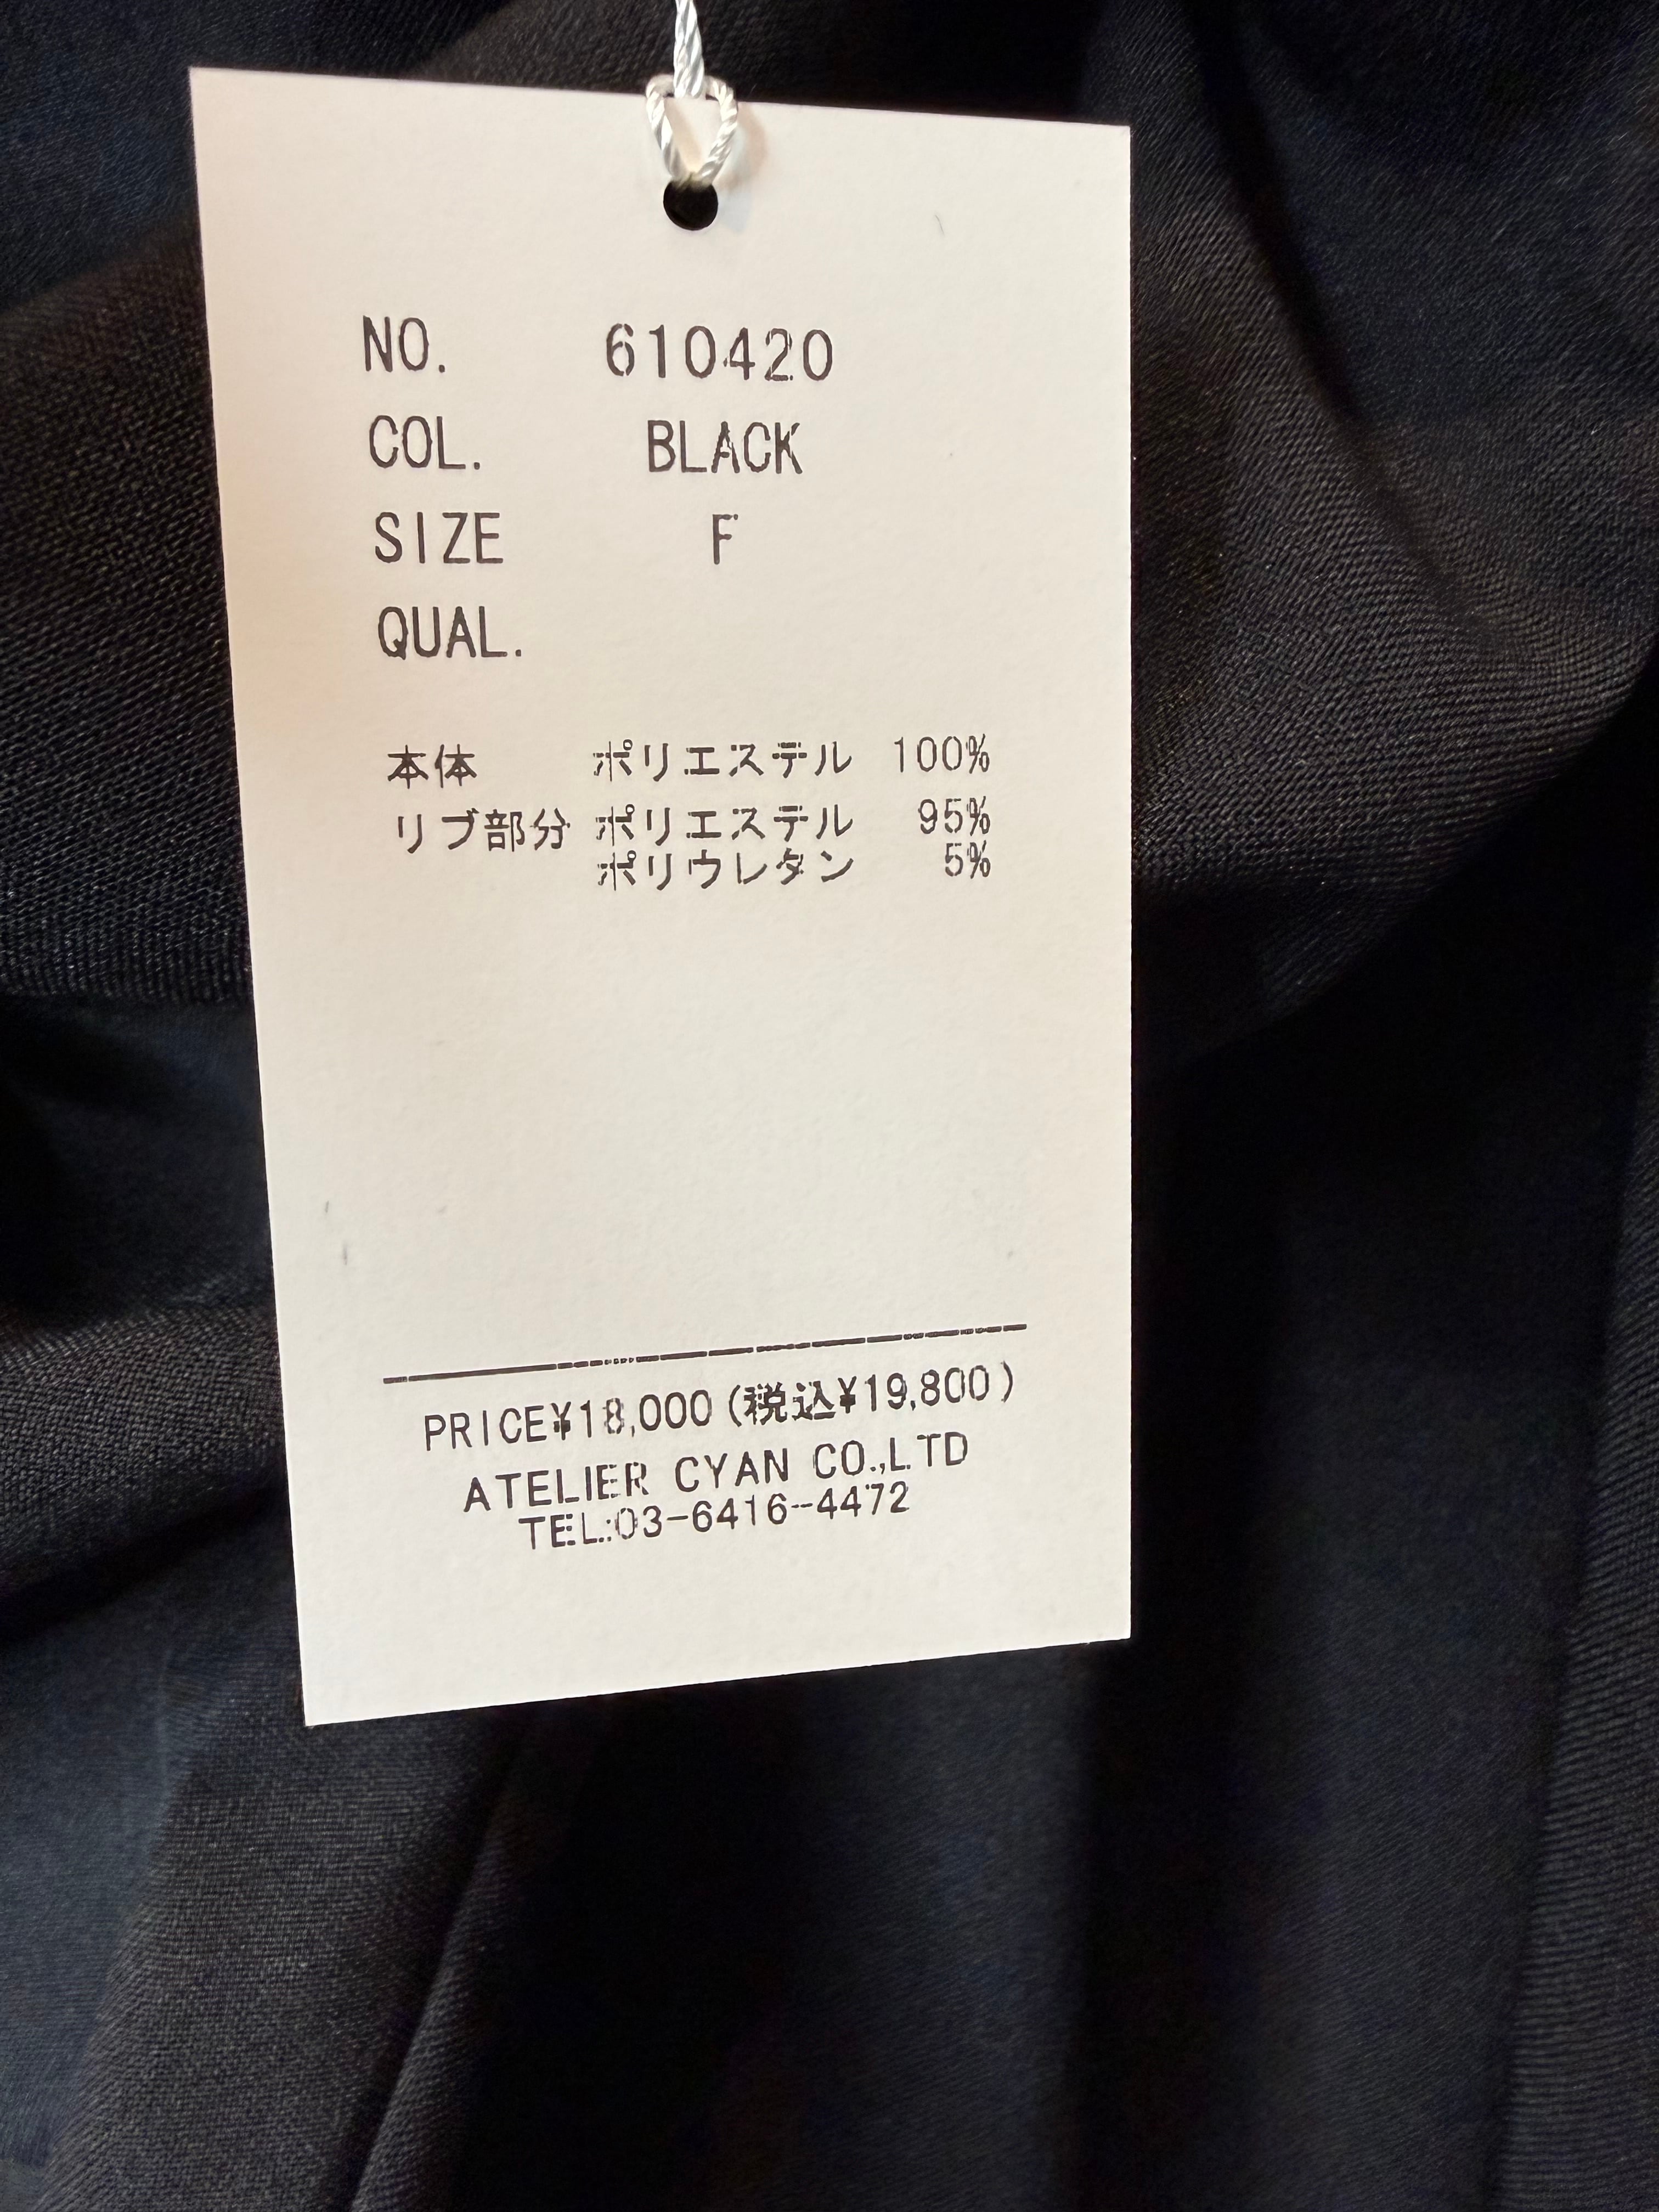 NO. 610420
COL. BLACK
SIZE F
QUAL.
本体 ポリエステル 100%
リブ部分 ポリエステル 95%
ポリウレタン 5%
PRICE¥18,000(税込¥19,800)
ATELIER CYAN CO.,LTD
TEL:03-6416-4472